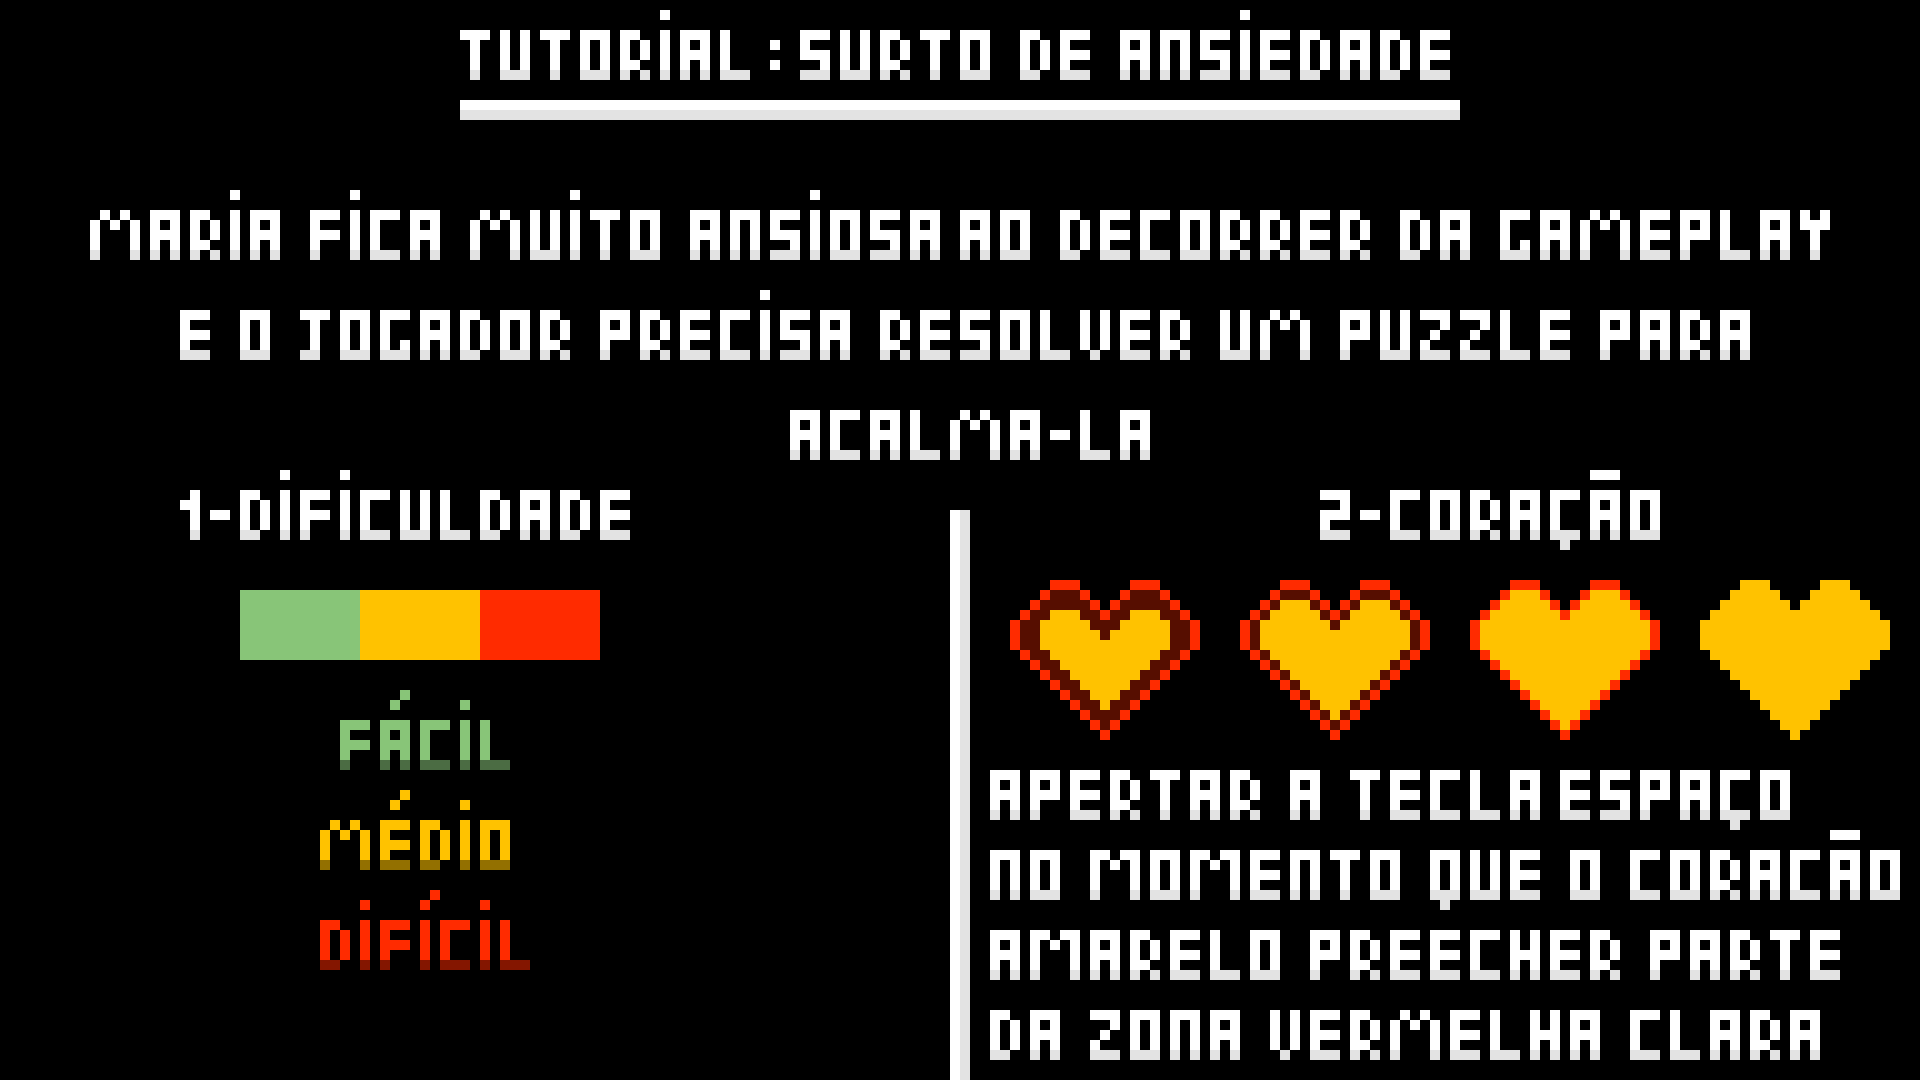 TUTORiAL:SURTO DE ANSiEDADE
MARiA FiCA MUiTO ANSiOSA AO DECORRER DA GAMEPLAY
E O JOGADOR PRECiSA RESOLVER UM PUZZLE PARA
ACALMA-LA
1-DiFiCULDADE
FÁCiL
MÉDiO
DiFÍCiL
2-CORAÇÃO
APERTAR A TECLA ESPAÇO
NO MOMENTO QUE O CORACÃO
AMARELO PREECHER PARTE
DA ZONA VERMELHA CLARA